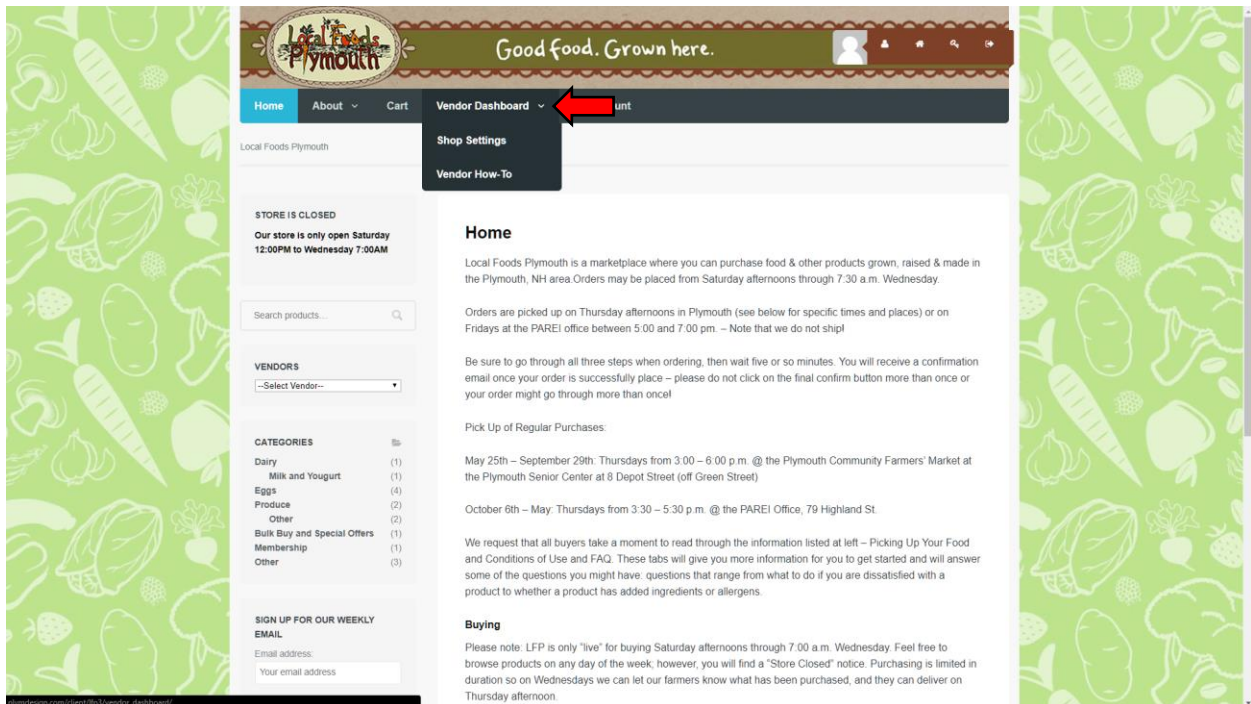 Local Foods
Plymouth
Good food. Grown here.
Home About Cart Vendor Dashboard unt
Shop Settings
Vendor How-To
Local Foods Plymouth
STORE IS CLOSED
Our store is only open Saturday
12:00PM to Wednesday 7:00AM
Search products...
VENDORS
--Select Vendor--
CATEGORIES
Dairy (1)
Milk and Yougurt (1)
Eggs (4)
Produce (2)
Other (2)
Bulk Buy and Special Offers (1)
Membership (1)
Other (3)
SIGN UP FOR OUR WEEKLY
EMAIL
Email address:
Your email address
Home
Local Foods Plymouth is a marketplace where you can purchase food & other products grown, raised & made in
the Plymouth, NH area.Orders may be placed from Saturday afternoons through 7:30 a.m. Wednesday.
Orders are picked up on Thursday afternoons in Plymouth (see below for specific times and places) or on
Fridays at the PAREI office between 5:00 and 7:00 pm. – Note that we do not ship!
Be sure to go through all three steps when ordering, then wait five or so minutes. You will receive a confirmation
email once your order is successfully place – please do not click on the final confirm button more than once or
your order might go through more than once!
Pick Up of Regular Purchases:
May 25th – September 29th: Thursdays from 3:00 – 6:00 p.m. @ the Plymouth Community Farmers' Market at
the Plymouth Senior Center at 8 Depot Street (off Green Street)
October 6th – May: Thursdays from 3:30 – 5:30 p.m. @ the PAREI Office, 79 Highland St.
We request that all buyers take a moment to read through the information listed at left – Picking Up Your Food
and Conditions of Use and FAQ. These tabs will give you more information for you to get started and will answer
some of the questions you might have: questions that range from what to do if you are dissatisfied with a
product to whether a product has added ingredients or allergens.
Buying
Please note: LFP is only "live" for buying Saturday afternoons through 7:00 a.m. Wednesday. Feel free to
browse products on any day of the week; however, you will find a "Store Closed" notice. Purchasing is limited in
duration so on Wednesdays we can let our farmers know what has been purchased, and they can deliver on
Thursday afternoon.
plymdesign.com/client/lfp3/vendor_dashboard/